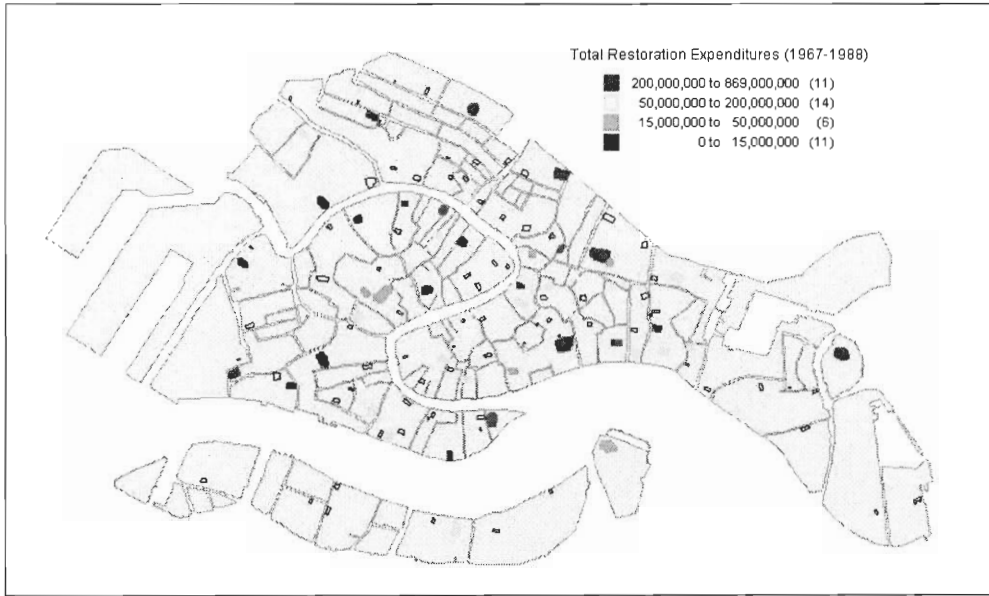 Total Restoration Expenditures (1967-1988)
200,000,000 to 869,000,000 (11)
50,000,000 to 200,000,000 (14)
15,000,000 to 50,000,000 (6)
0 to 15,000,000 (11)